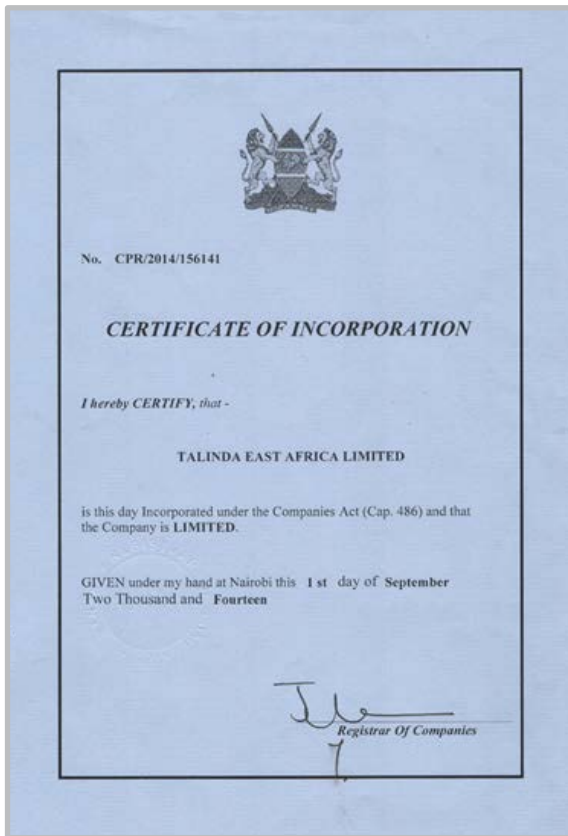 No. CPR/2014/156141
CERTIFICATE OF INCORPORATION
I hereby CERTIFY, that -
TALINDA EAST AFRICA LIMITED
is this day Incorporated under the Companies Act (Cap. 486) and that
the Company is LIMITED.
GIVEN under my hand at Nairobi this 1 st day of September
Two Thousand and Fourteen
Registrar Of Companies